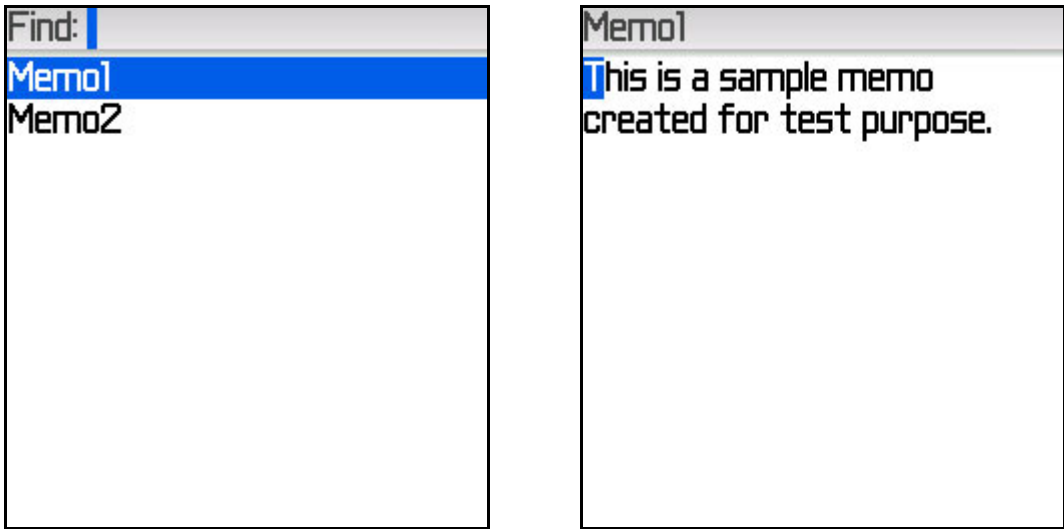 Find:
Memo1
Memo2
Memo1
This is a sample memo
created for test purpose.